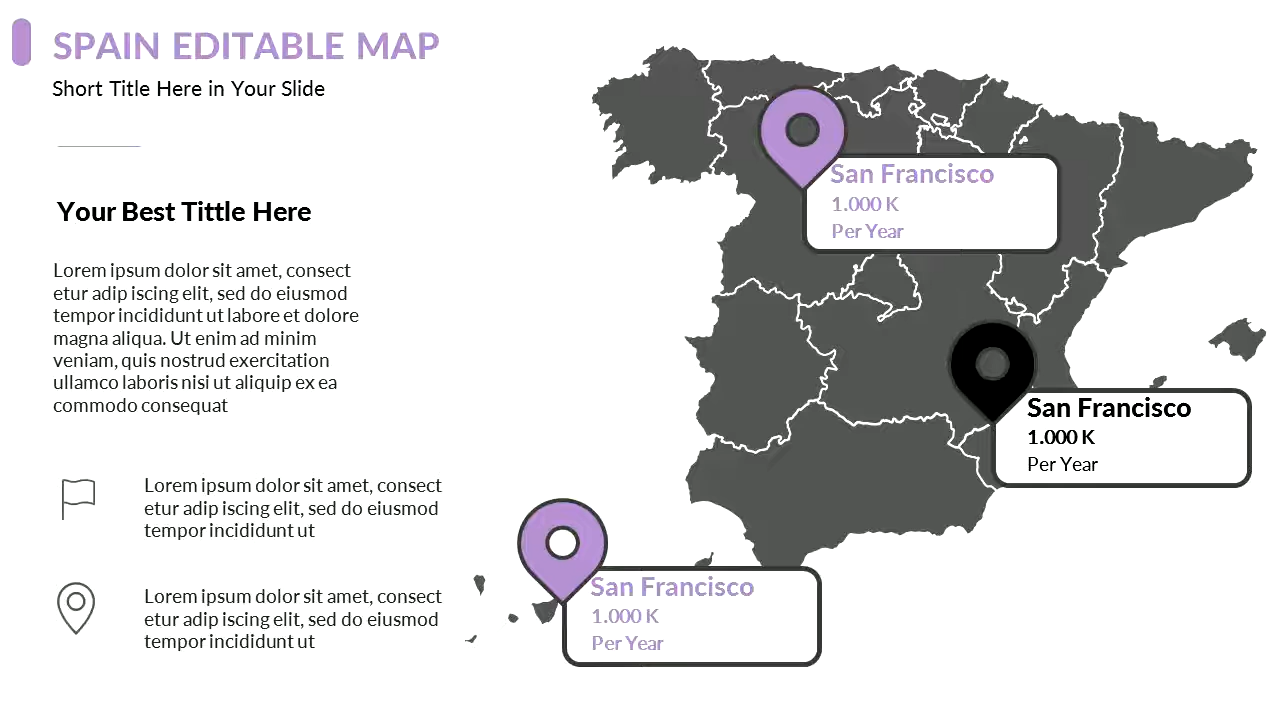 SPAIN EDITABLE MAP
Short Title Here in Your Slide
Your Best Tittle Here
Lorem ipsum dolor sit amet, consect
etur adip iscing elit, sed do eiusmod
tempor incididunt ut labore et dolore
magna aliqua. Ut enim ad minim
veniam, quis nostrud exercitation
ullamco laboris nisi ut aliquip ex ea
commodo consequat
Lorem ipsum dolor sit amet, consect
etur adip iscing elit, sed do eiusmod
tempor incididunt ut
Lorem ipsum dolor sit amet, consect
etur adip iscing elit, sed do eiusmod
tempor incididunt ut
San Francisco
1.000 K
Per Year
San Francisco
1.000 K
Per Year
San Francisco
1.000 K
Per Year